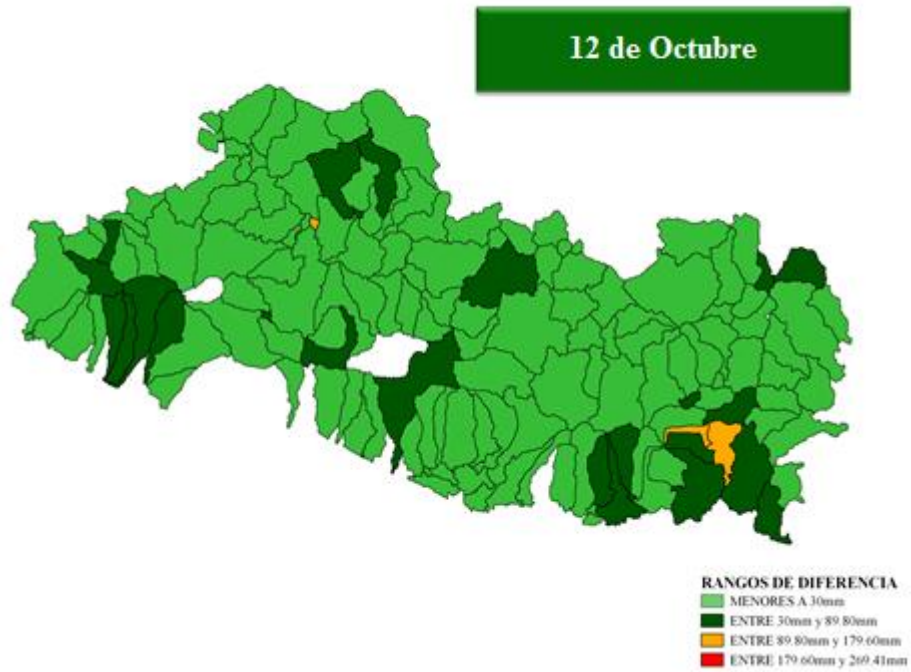 12 de Octubre
RANGOS DE DIFERENCIA
MENORES A 30mm
ENTRE 30mm y 89.80mm
ENTRE 89.80mm y 179.60mm
ENTRE 179.60mm y 269.41mm